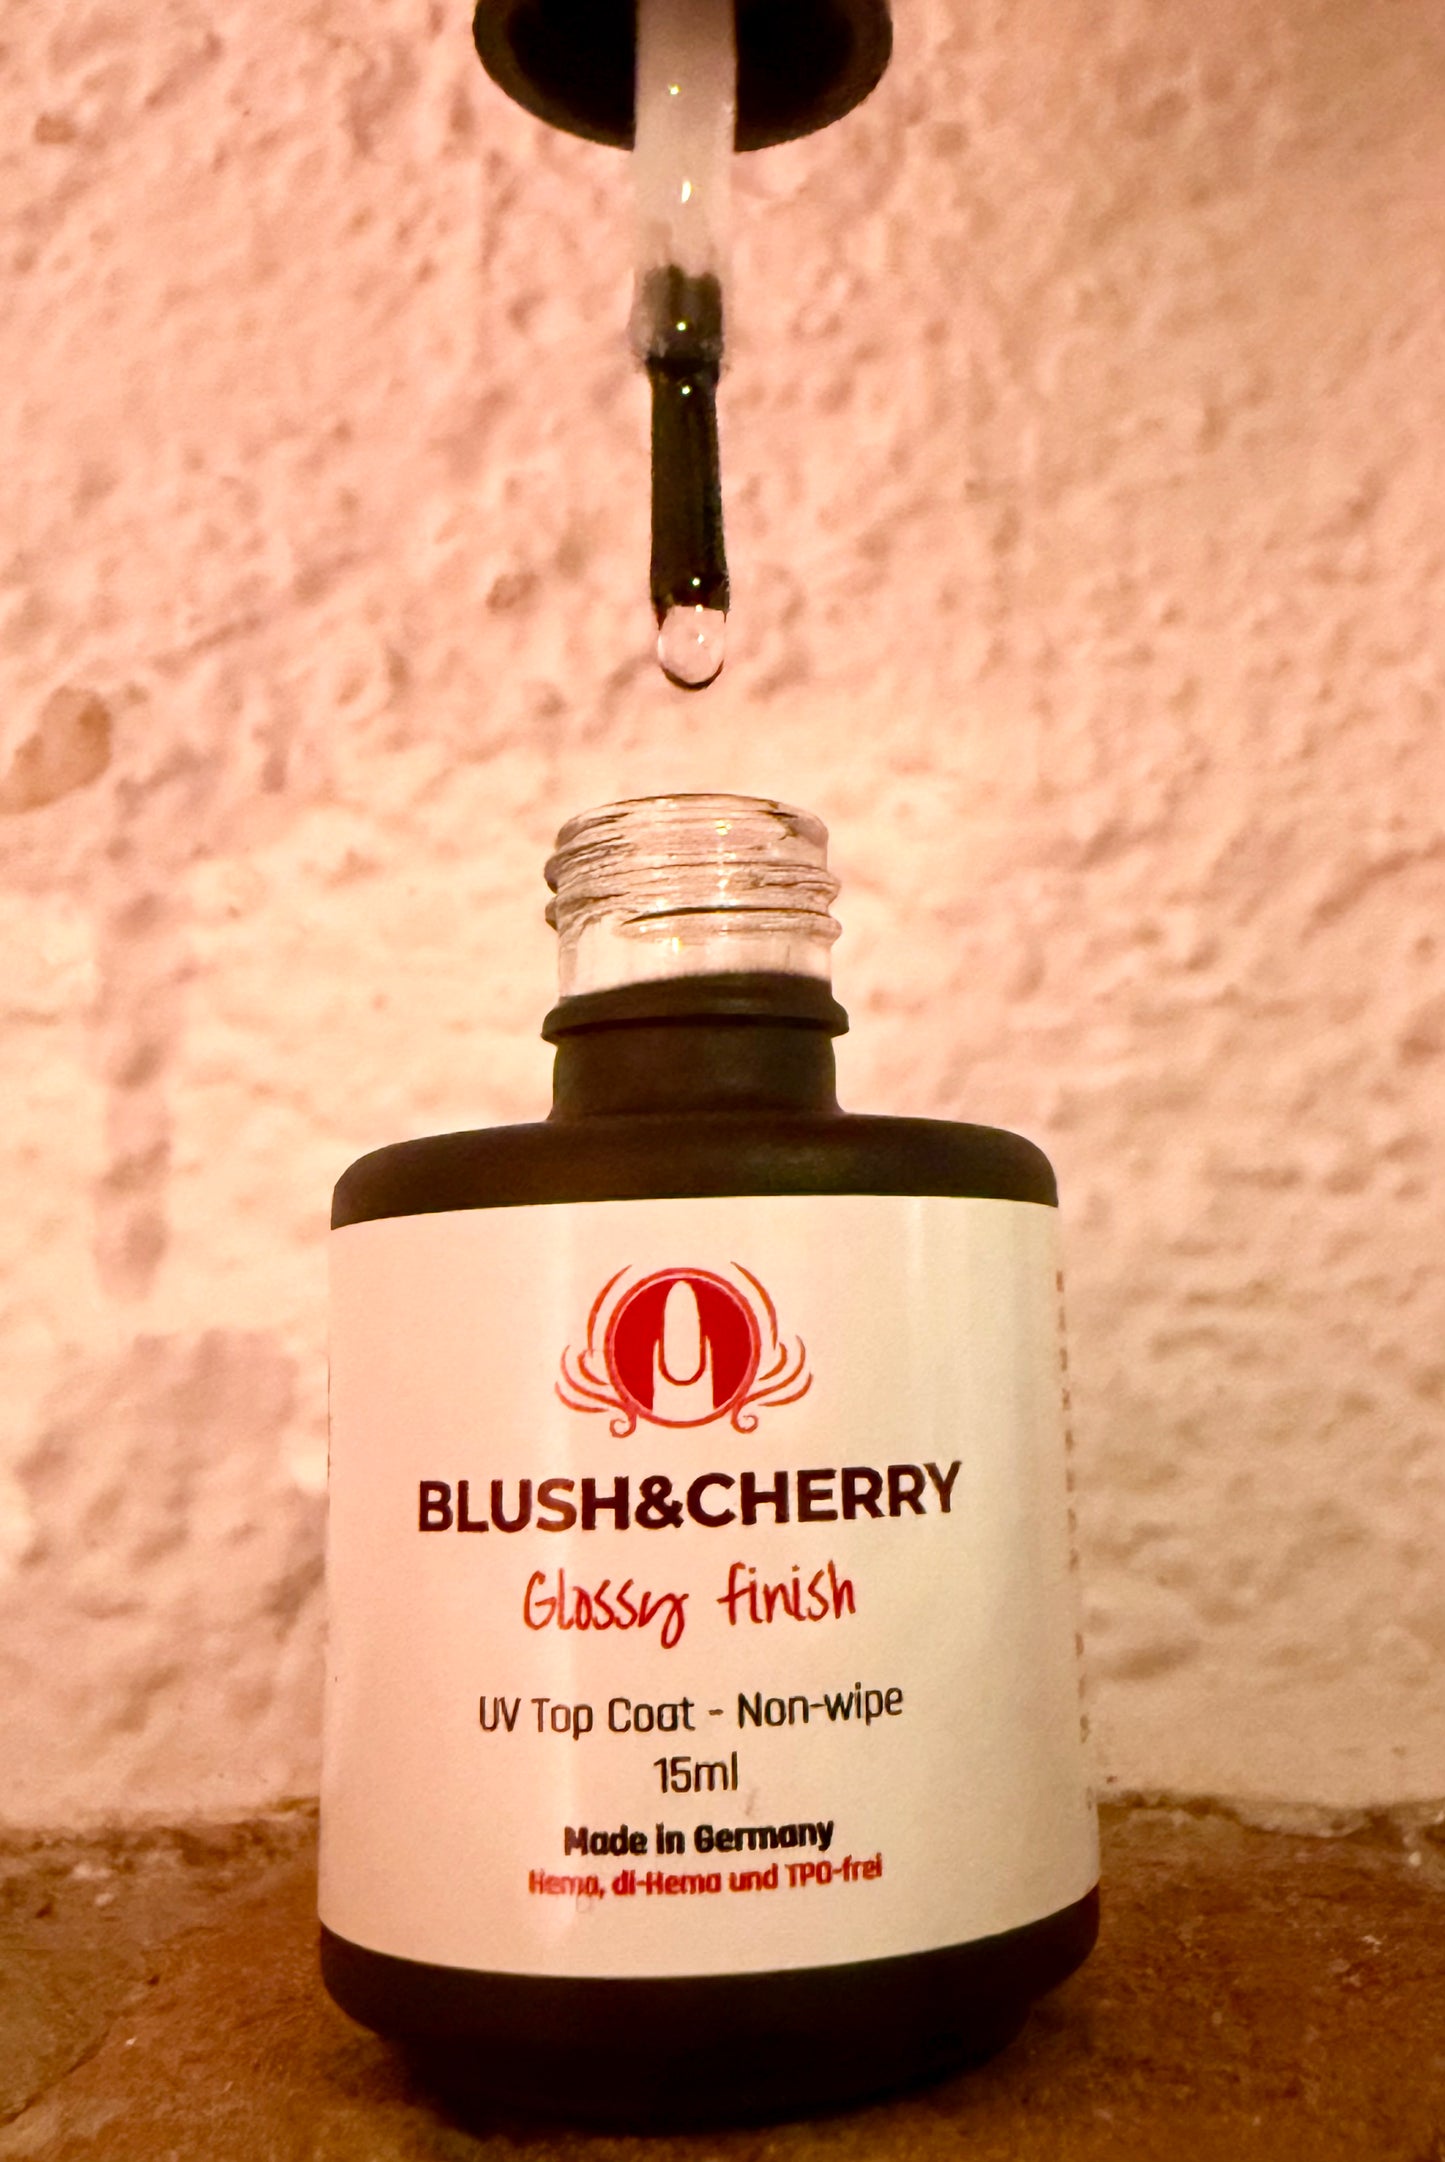 BLUSH&CHERRY
Glossy finish
UV Top Coat - Non-wipe
15ml
Made in Germany
Hema, di-Hema und TPO-frei